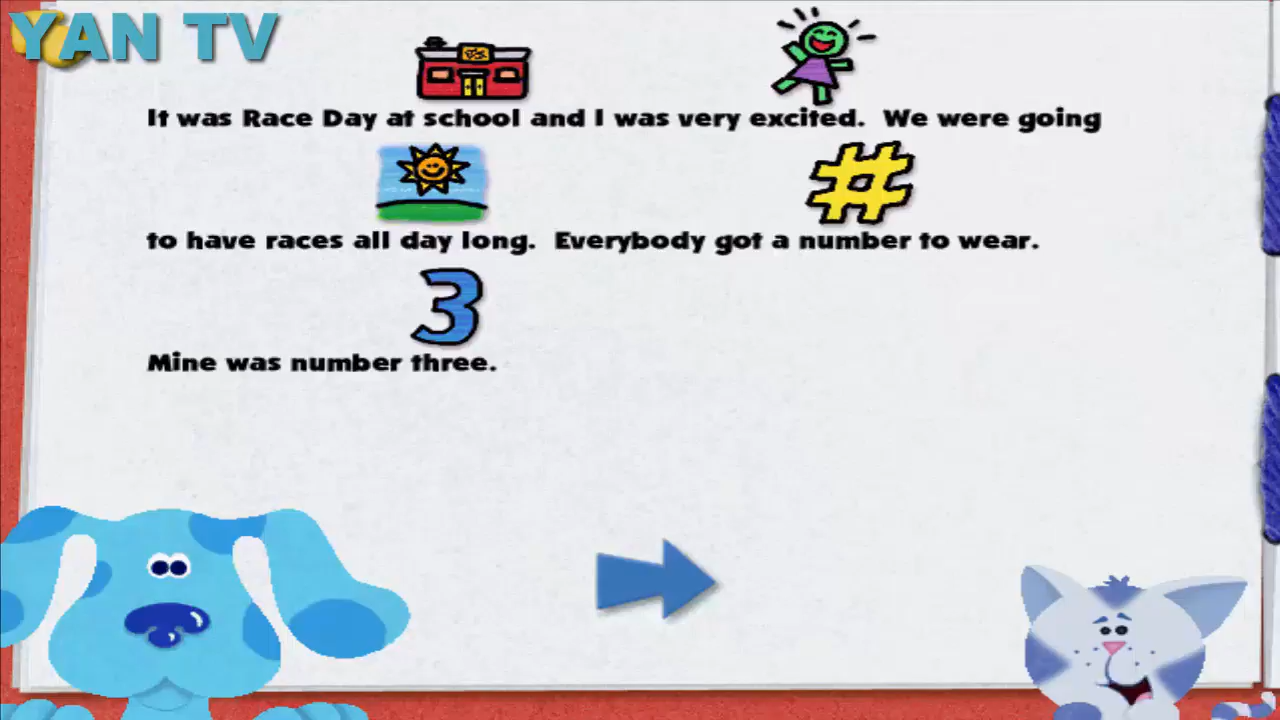 YAN TV
It was Race Day at school and I was very excited. We were going
#
to have races all day long. Everybody got a number to wear.
3
Mine was number three.